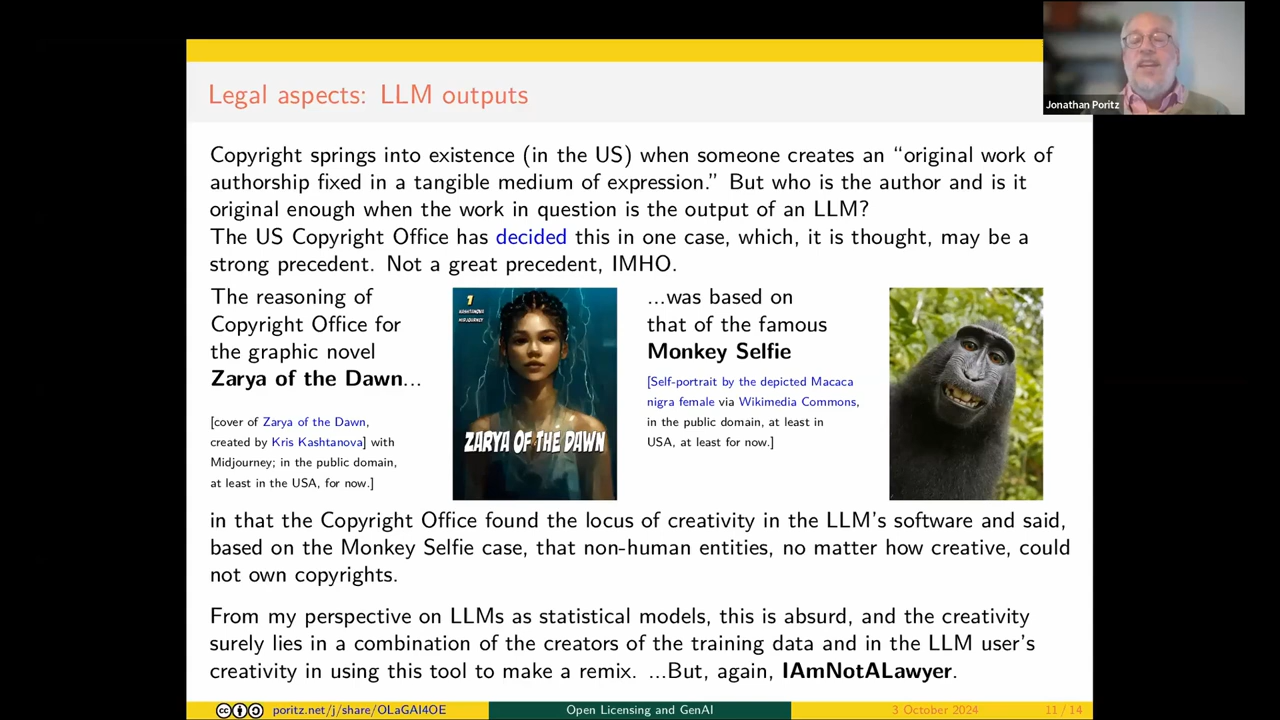 Jonathan Poritz
Legal aspects: LLM outputs
Copyright springs into existence (in the US) when someone creates an “original work of
authorship fixed in a tangible medium of expression.” But who is the author and is it
original enough when the work in question is the output of an LLM?
The US Copyright Office has decided this in one case, which, it is thought, may be a
strong precedent. Not a great precedent, IMHO.
The reasoning of
Copyright Office for
the graphic novel
Zarya of the Dawn...
[cover of Zarya of the Dawn,
created by Kris Kashtanova] with
Midjourney; in the public domain,
at least in the USA, for now.]
1
KASHTANOVA
MIDJOURNEY
ZARYA OF THE DAWN
...was based on
that of the famous
Monkey Selfie
[Self-portrait by the depicted Macaca
nigra female via Wikimedia Commons,
in the public domain, at least in
USA, at least for now.]
in that the Copyright Office found the locus of creativity in the LLM’s software and said,
based on the Monkey Selfie case, that non-human entities, no matter how creative, could
not own copyrights.
From my perspective on LLMs as statistical models, this is absurd, and the creativity
surely lies in a combination of the creators of the training data and in the LLM user’s
creativity in using this tool to make a remix. ...But, again, IAmNotALawyer.
cc poritz.net/j/share/OLaGAI4OE
Open Licensing and GenAI
3 October 2024
11 / 14